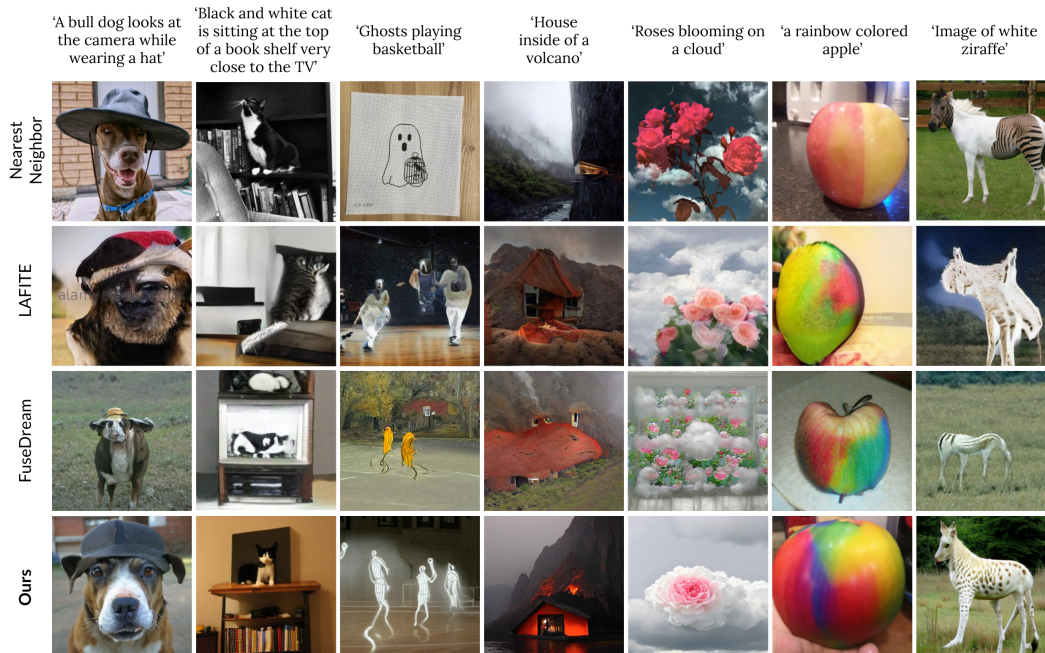 ‘A bull dog looks at
the camera while
wearing a hat’
‘Black and white cat
is sitting at the top
of a book shelf very
close to the TV’
‘Ghosts playing
basketball’
‘House
inside of a
volcano’
‘Roses blooming on
a cloud’
‘a rainbow colored
apple’
‘Image of white
ziraffe’
Nearest
Neighbor
LAFITE
alam
FuseDream
Ours